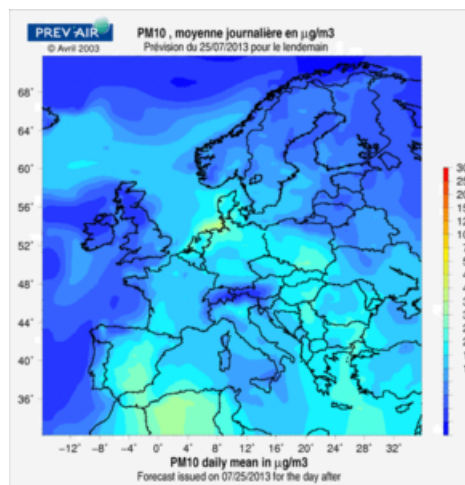 PREV'AIR
© Avril 2003
PM10 , moyenne journalière en µg/m3
Prévision du 25/07/2013 pour le lendemain
68°
64°
60°
56°
52°
48°
44°
40°
36°
−12° −8° −4° 0° 4° 8° 12° 16° 20° 24° 28° 32°
PM10 daily mean in µg/m3
Forecast issued on 07/25/2013 for the day after